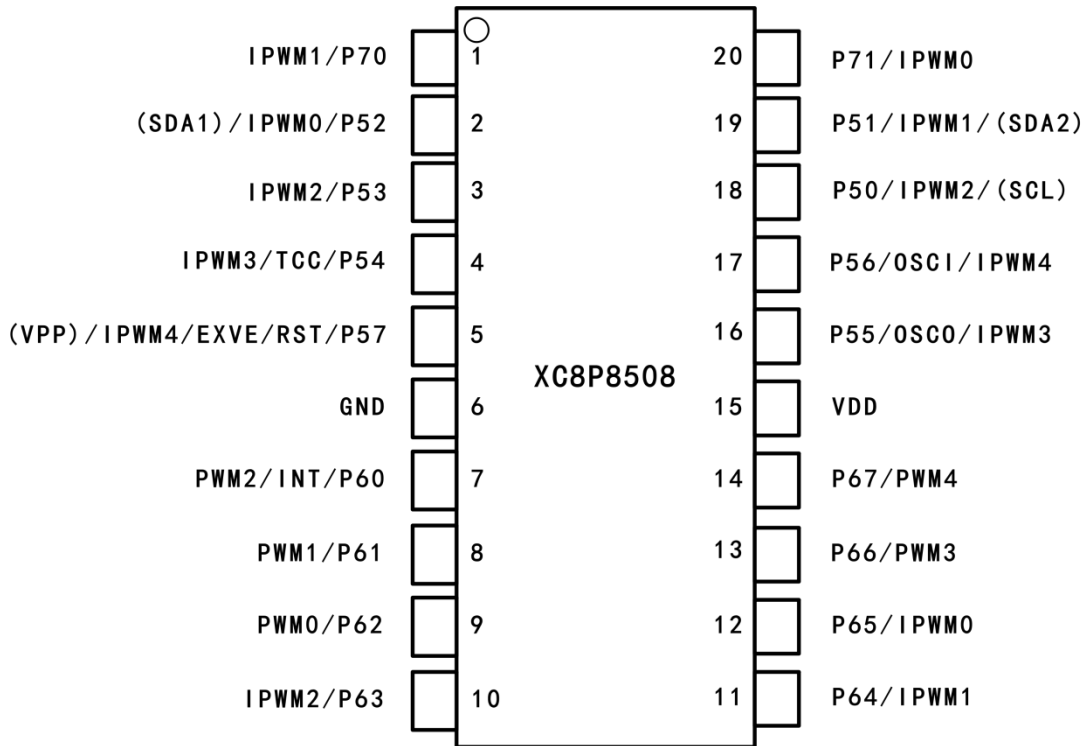 IPWM1/P70 1 20 P71/IPWM0
(SDA1)/IPWM0/P52 2 19 P51/IPWM1/(SDA2)
IPWM2/P53 3 18 P50/IPWM2/(SCL)
IPWM3/TCC/P54 4 17 P56/OSCI/IPWM4
(VPP)/IPWM4/EXVE/RST/P57 5 16 P55/OSCO/IPWM3
XC8P8508
GND 6 15 VDD
PWM2/INT/P60 7 14 P67/PWM4
PWM1/P61 8 13 P66/PWM3
PWM0/P62 9 12 P65/IPWM0
IPWM2/P63 10 11 P64/IPWM1